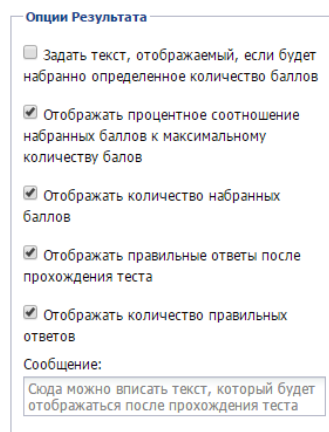 Опции Результата
Задать текст, отображаемый, если будет
набранно определенное количество баллов
Отображать процентное соотношение
набранных баллов к максимальному
количеству балов
Отображать количество набранных
баллов
Отображать правильные ответы после
прохождения теста
Отображать количество правильных
ответов
Сообщение:
Сюда можно вписать текст, который будет
отображаться после прохождения теста